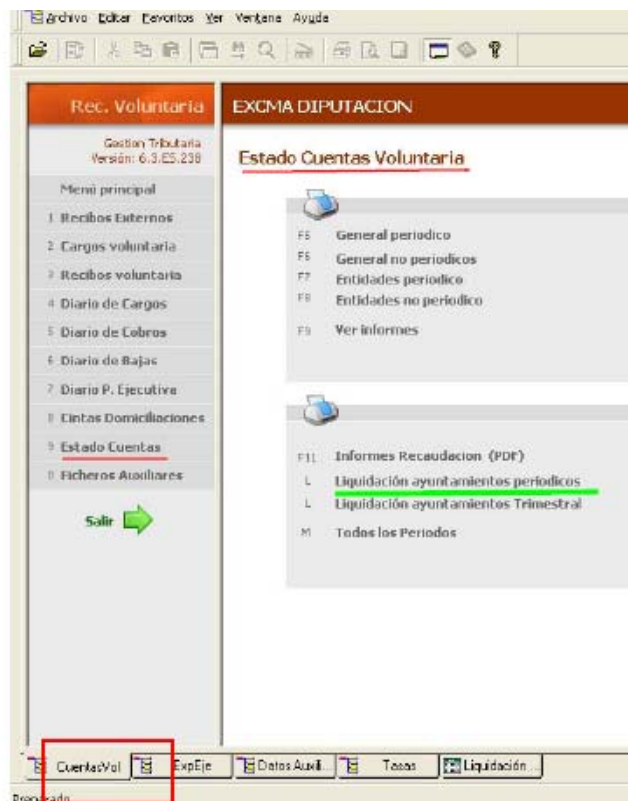 Archivo Editar Favoritos Ver Ventana Ayuda
Rec. Voluntaria
EXCMA DIPUTACION
Gestion Tributaria
Versión: 6.3.E5.238
Estado Cuentas Voluntaria
Menú principal
1 Recibos Externos
2 Cargos voluntaria
3 Recibos voluntaria
4 Diario de Cargos
5 Diario de Cobros
6 Diario de Bajas
7 Diario P. Ejecutiva
8 Cintas Domiciliaciones
9 Estado Cuentas
0 Ficheros Auxiliares
Salir
F5 General periodico
F6 General no periodicos
F7 Entidades periodico
F8 Entidades no periodico
F9 Ver informes
F11 Informes Recaudacion (PDF)
L Liquidación ayuntamientos periodicos
L Liquidación ayuntamientos Trimestral
M Todos los Periodos
CuentasVol ExpEje Datos Auxil... Tasas Liquidación ...
Preparado